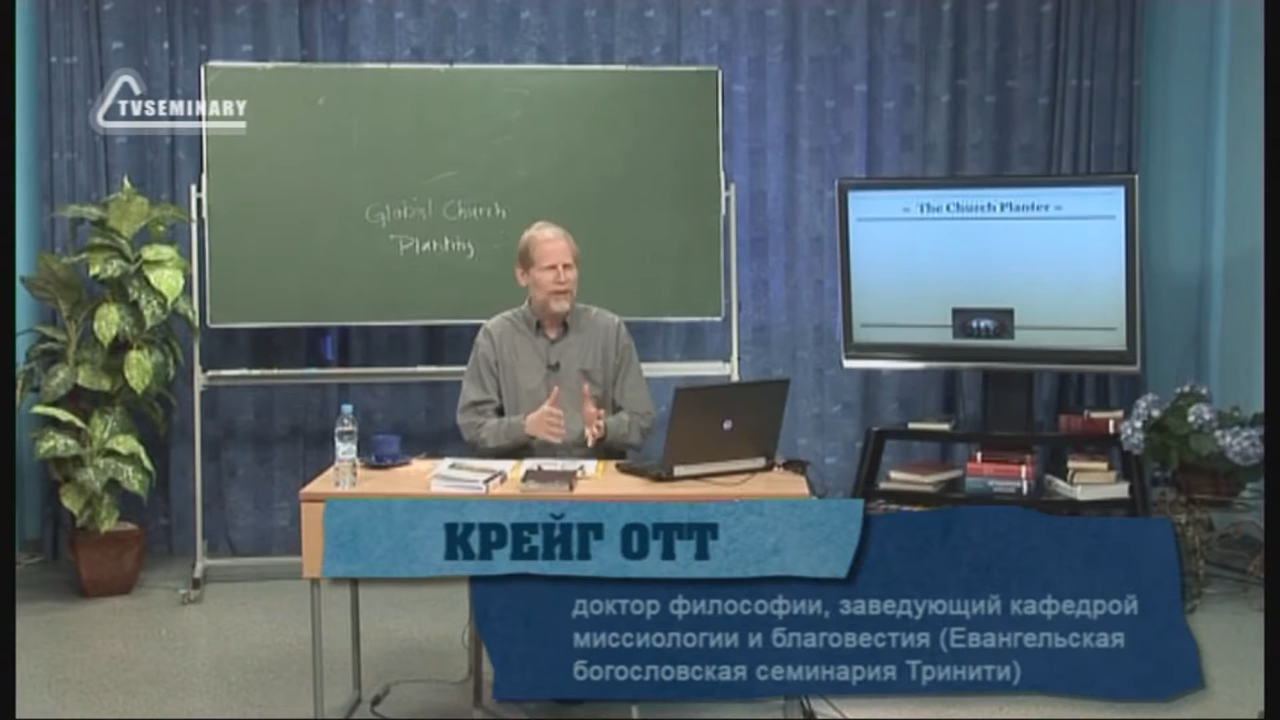 TVSEMINARY
Global Church
Planting
The Church Planter
КРЕЙГ ОТТ
доктор философии, заведующий кафедрой
миссиологии и благовестия (Евангельская
богословская семинария Тринити)